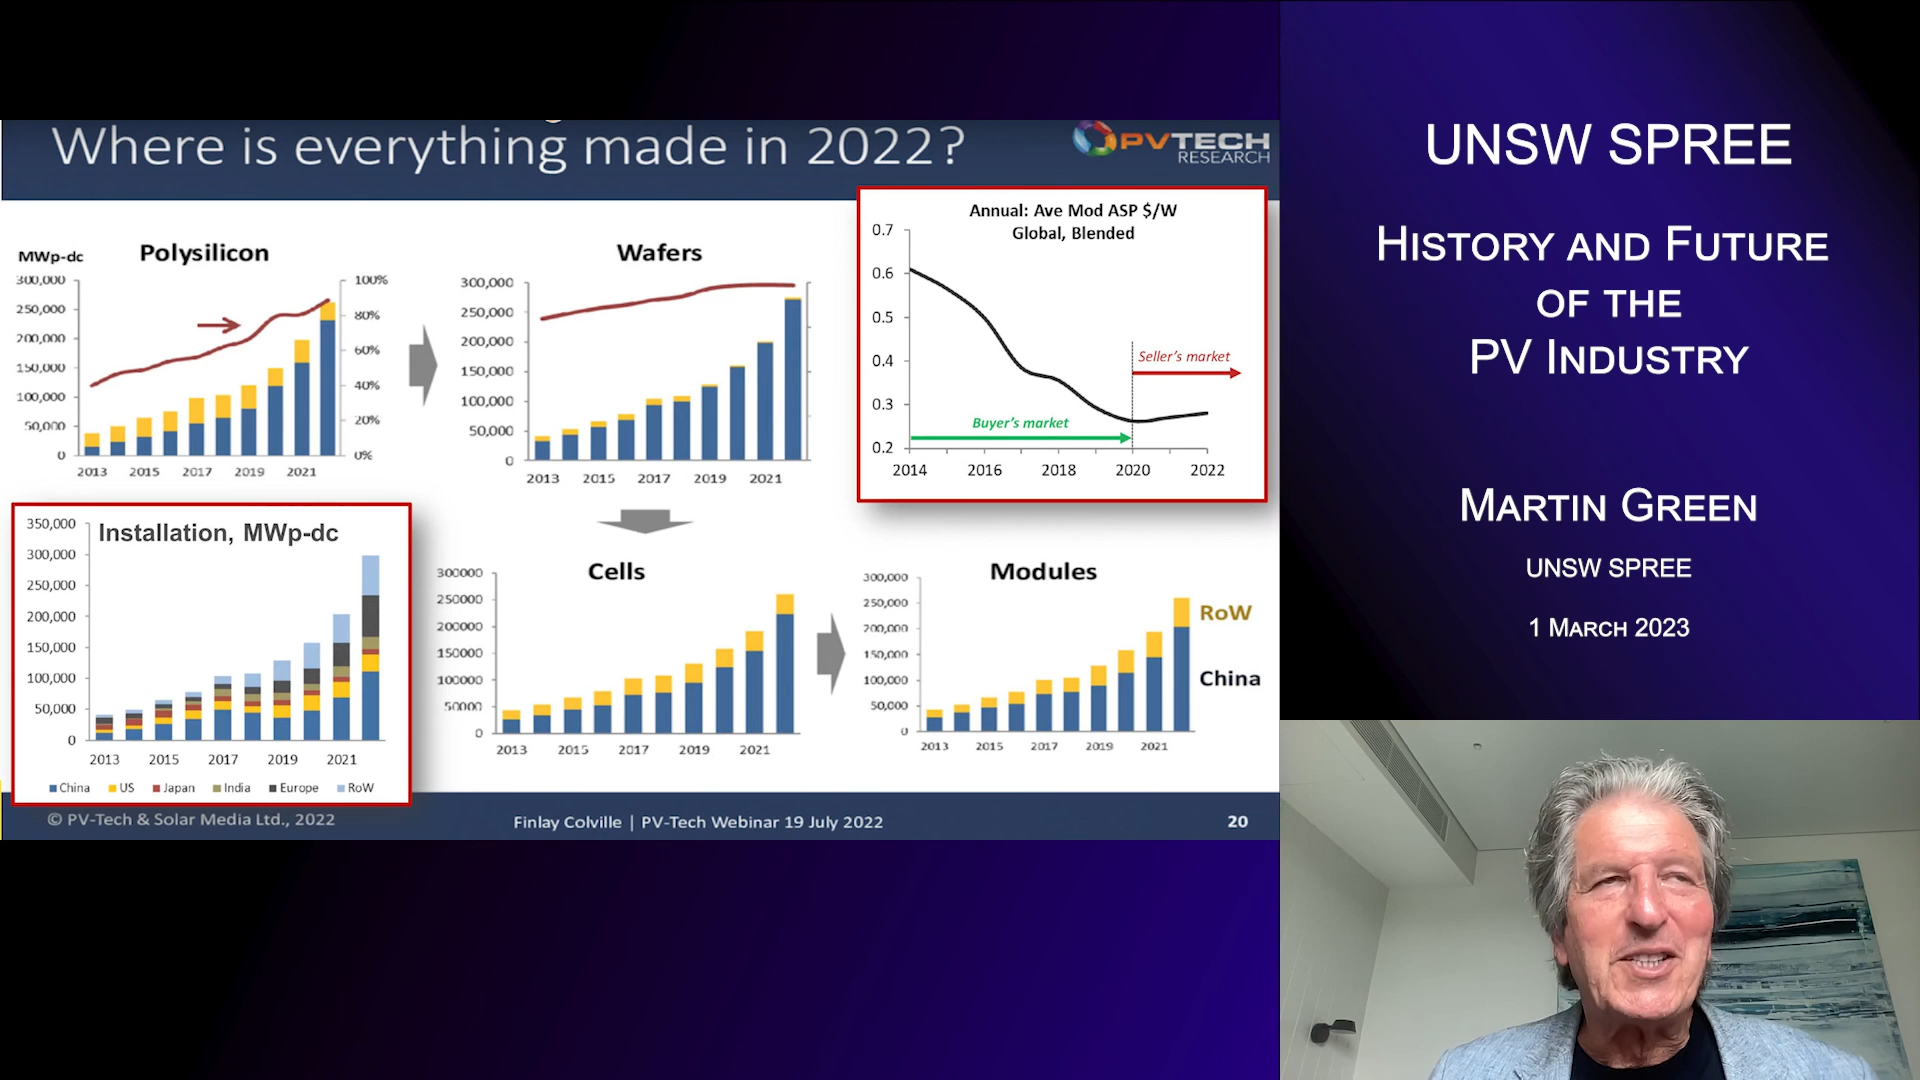 Where is everything made in 2022?
PVTECH
RESEARCH
MWp-dc
Polysilicon
300,000
250,000
200,000
150,000
100,000
50,000
0
100%
80%
60%
40%
20%
0%
2013 2015 2017 2019 2021
Wafers
300,000
250,000
200,000
150,000
100,000
50,000
0
2013 2015 2017 2019 2021
Annual: Ave Mod ASP $/W
Global, Blended
0.7
0.6
0.5
0.4
0.3
0.2
Seller's market
Buyer's market
2014 2016 2018 2020 2022
Installation, MWp-dc
350,000
300,000
250,000
200,000
150,000
100,000
50,000
0
2013 2015 2017 2019 2021
China US Japan India Europe RoW
Cells
300000
250000
200000
150000
100000
50000
0
2013 2015 2017 2019 2021
Modules
300,000
250,000
200,000
150,000
100,000
50,000
0
2013 2015 2017 2019 2021
RoW
China
© PV-Tech & Solar Media Ltd., 2022
Finlay Colville | PV-Tech Webinar 19 July 2022
20
UNSW SPREE
History and Future
of the
PV Industry
Martin Green
UNSW SPREE
1 March 2023